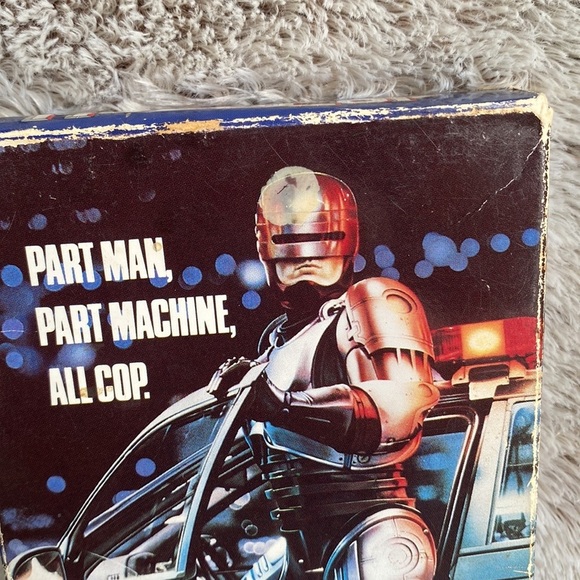 PART MAN,
PART MACHINE,
ALL COP.